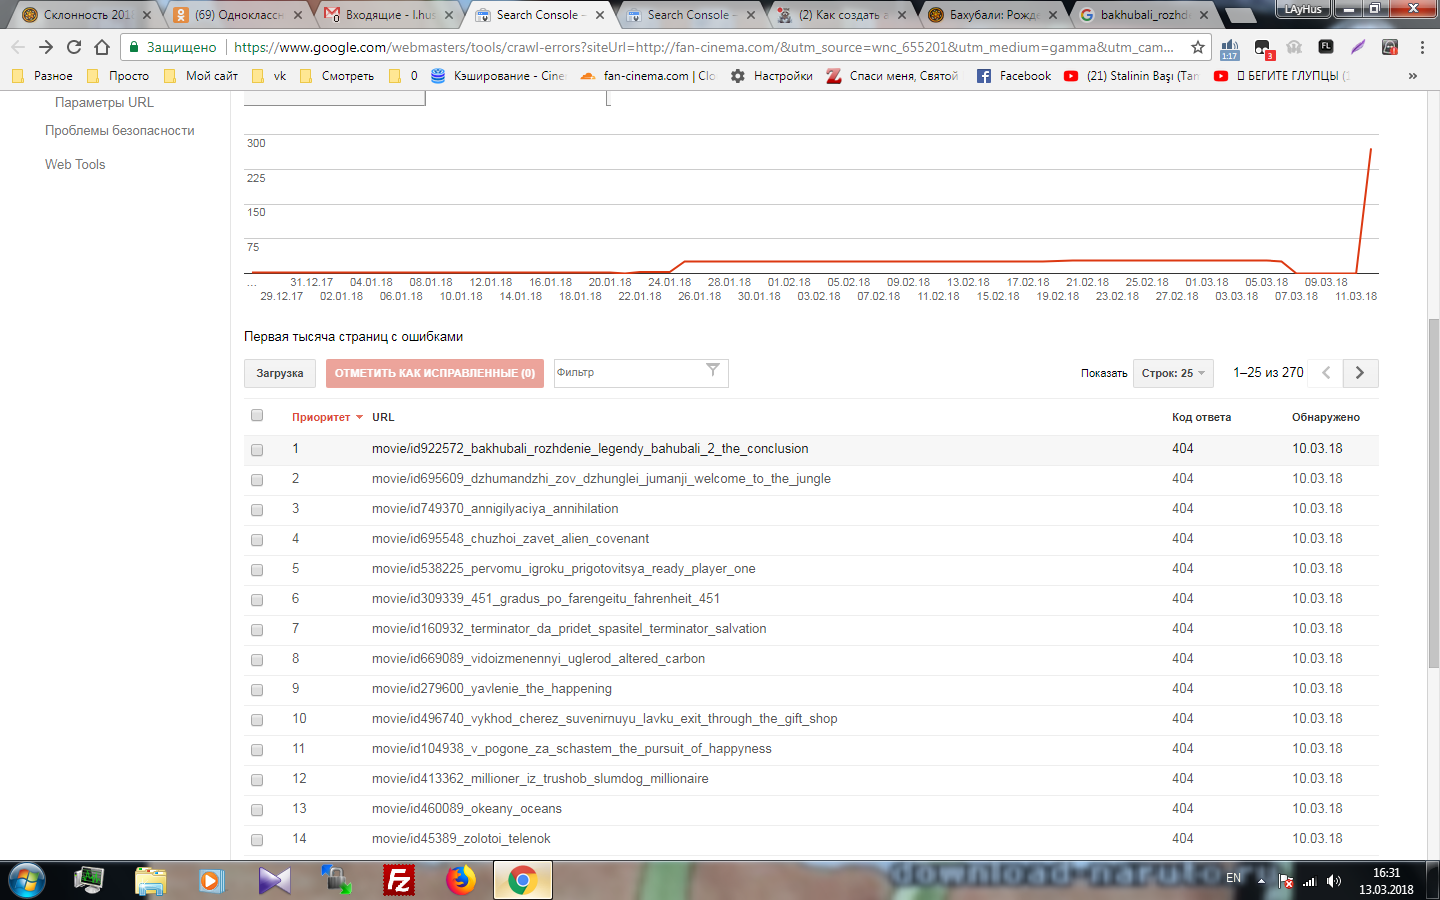 Склонность 201
(69) Однокласси
Входящие - l.hus
Search Console –
Search Console –
(2) Как создать а
Бахубали: Рожде
bakhubali_rozhd
LAyHus
Защищено
https://www.google.com/webmasters/tools/crawl-errors?siteUrl=http://fan-cinema.com/&utm_source=wnc_655201&utm_medium=gamma&utm_cam...
1:17
3
FL
Разное
Просто
Мой сайт
vk
Смотреть
0
Кэширование - Cine
fan-cinema.com | Clo
Настройки
Спаси меня, Святой
Facebook
(21) Stalinin Başı (Tan
БЕГИТЕ ГЛУПЦЫ (1
»
Параметры URL
Проблемы безопасности
Web Tools
300
225
150
75
... 31.12.17 04.01.18 08.01.18 12.01.18 16.01.18 20.01.18 24.01.18 28.01.18 01.02.18 05.02.18 09.02.18 13.02.18 17.02.18 21.02.18 25.02.18 01.03.18 05.03.18 09.03.18
29.12.17 02.01.18 06.01.18 10.01.18 14.01.18 18.01.18 22.01.18 26.01.18 30.01.18 03.02.18 07.02.18 11.02.18 15.02.18 19.02.18 23.02.18 27.02.18 03.03.18 07.03.18 11.03.18
Первая тысяча страниц с ошибками
Загрузка
ОТМЕТИТЬ КАК ИСПРАВЛЕННЫЕ (0)
Фильтр
Показать
Строк: 25
1–25 из 270
Приоритет URL Код ответа Обнаружено
1 movie/id922572_bakhubali_rozhdenie_legendy_bahubali_2_the_conclusion 404 10.03.18
2 movie/id695609_dzhumandzhi_zov_dzhunglei_jumanji_welcome_to_the_jungle 404 10.03.18
3 movie/id749370_annigilyaciya_annihilation 404 10.03.18
4 movie/id695548_chuzhoi_zavet_alien_covenant 404 10.03.18
5 movie/id538225_pervomu_igroku_prigotovitsya_ready_player_one 404 10.03.18
6 movie/id309339_451_gradus_po_farengeitu_fahrenheit_451 404 10.03.18
7 movie/id160932_terminator_da_pridet_spasitel_terminator_salvation 404 10.03.18
8 movie/id669089_vidoizmenennyi_uglerod_altered_carbon 404 10.03.18
9 movie/id279600_yavlenie_the_happening 404 10.03.18
10 movie/id496740_vykhod_cherez_suvenirnuyu_lavku_exit_through_the_gift_shop 404 10.03.18
11 movie/id104938_v_pogone_za_schastem_the_pursuit_of_happyness 404 10.03.18
12 movie/id413362_millioner_iz_trushob_slumdog_millionaire 404 10.03.18
13 movie/id460089_okeany_oceans 404 10.03.18
14 movie/id45389_zolotoi_telenok 404 10.03.18
Fz
download-naruto.r
EN
16:31
13.03.2018